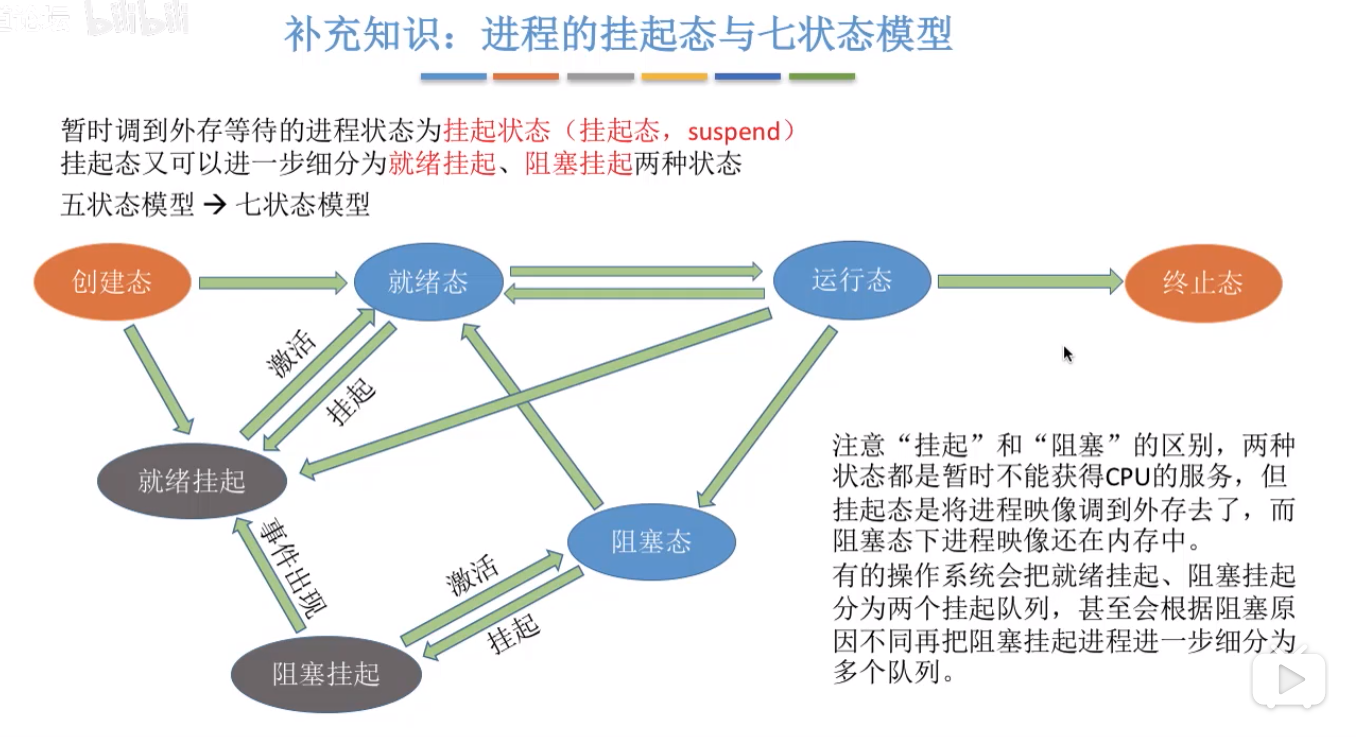 bilibili
补充知识：进程的挂起态与七状态模型
暂时调到外存等待的进程状态为挂起状态（挂起态，suspend）
挂起态又可以进一步细分为就绪挂起、阻塞挂起两种状态
五状态模型→七状态模型
创建态
就绪态
运行态
终止态
激活
挂起
就绪挂起
事件出现
阻塞态
激活
挂起
阻塞挂起
注意“挂起”和“阻塞”的区别，两种
状态都是暂时不能获得CPU的服务，但
挂起态是将进程映像调到外存去了，而
阻塞态下进程映像还在内存中。
有的操作系统会把就绪挂起、阻塞挂起
分为两个挂起队列，甚至会根据阻塞原
因不同再把阻塞挂起进程进一步细分为
多个队列。